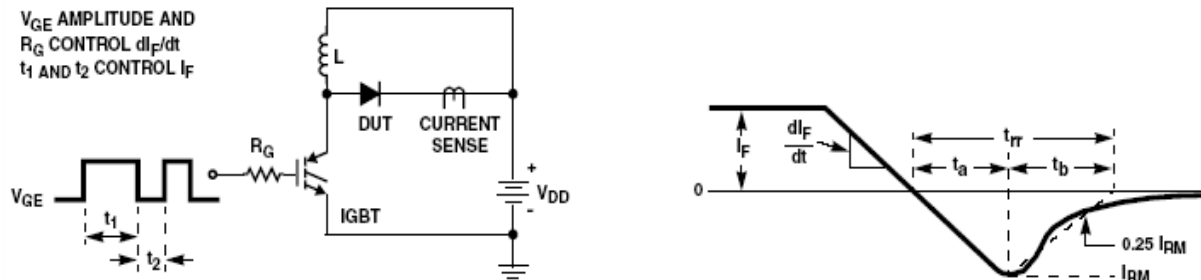 V_GE AMPLITUDE AND
R_G CONTROL dI_F/dt
t_1 AND t_2 CONTROL I_F
L
DUT
CURRENT
SENSE
R_G
V_GE
t_1
t_2
IGBT
+
V_DD
-
I_F
dI_F
dt
t_rr
t_a
t_b
0
0.25 I_RM
I_RM